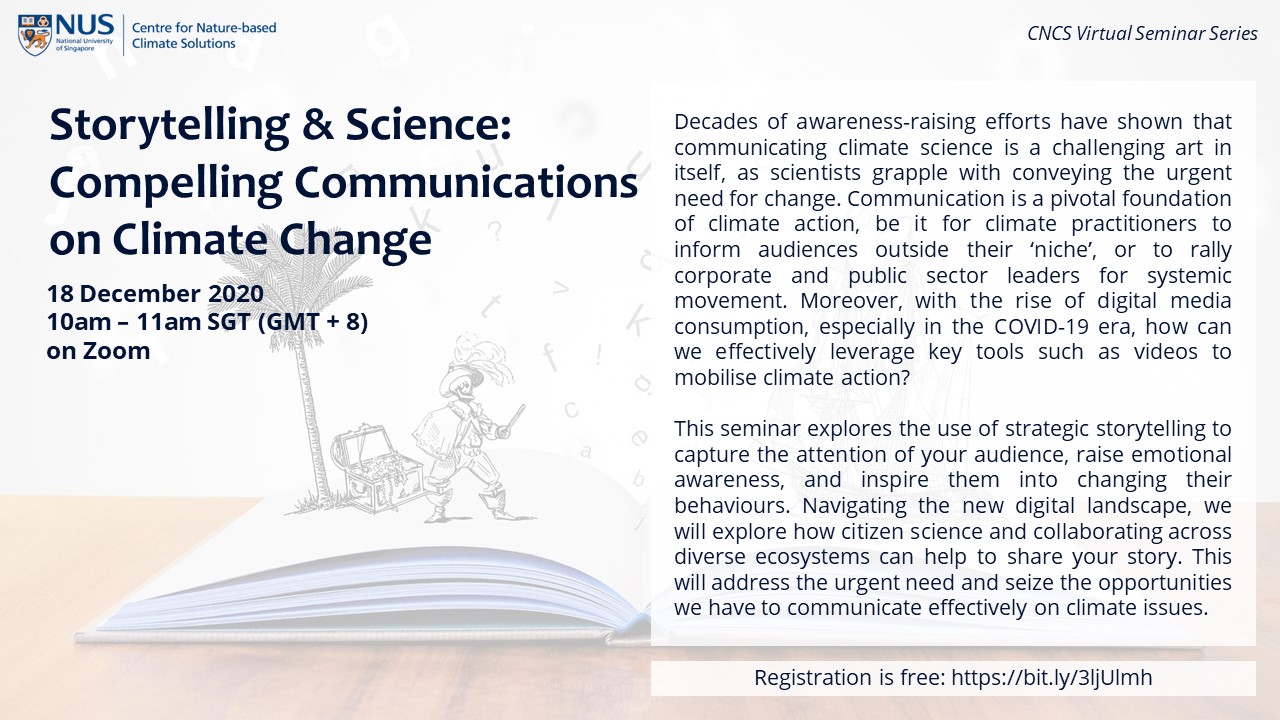 NUS
National University
of Singapore
Centre for Nature-based
Climate Solutions
CNCS Virtual Seminar Series
Storytelling & Science:
Compelling Communications
on Climate Change
18 December 2020
10am – 11am SGT (GMT + 8)
on Zoom
Decades of awareness-raising efforts have shown that
communicating climate science is a challenging art in
itself, as scientists grapple with conveying the urgent
need for change. Communication is a pivotal foundation
of climate action, be it for climate practitioners to
inform audiences outside their ‘niche’, or to rally
corporate and public sector leaders for systemic
movement. Moreover, with the rise of digital media
consumption, especially in the COVID-19 era, how can
we effectively leverage key tools such as videos to
mobilise climate action?
This seminar explores the use of strategic storytelling to
capture the attention of your audience, raise emotional
awareness, and inspire them into changing their
behaviours. Navigating the new digital landscape, we
will explore how citizen science and collaborating across
diverse ecosystems can help to share your story. This
will address the urgent need and seize the opportunities
we have to communicate effectively on climate issues.
Registration is free: https://bit.ly/3ljUlmh